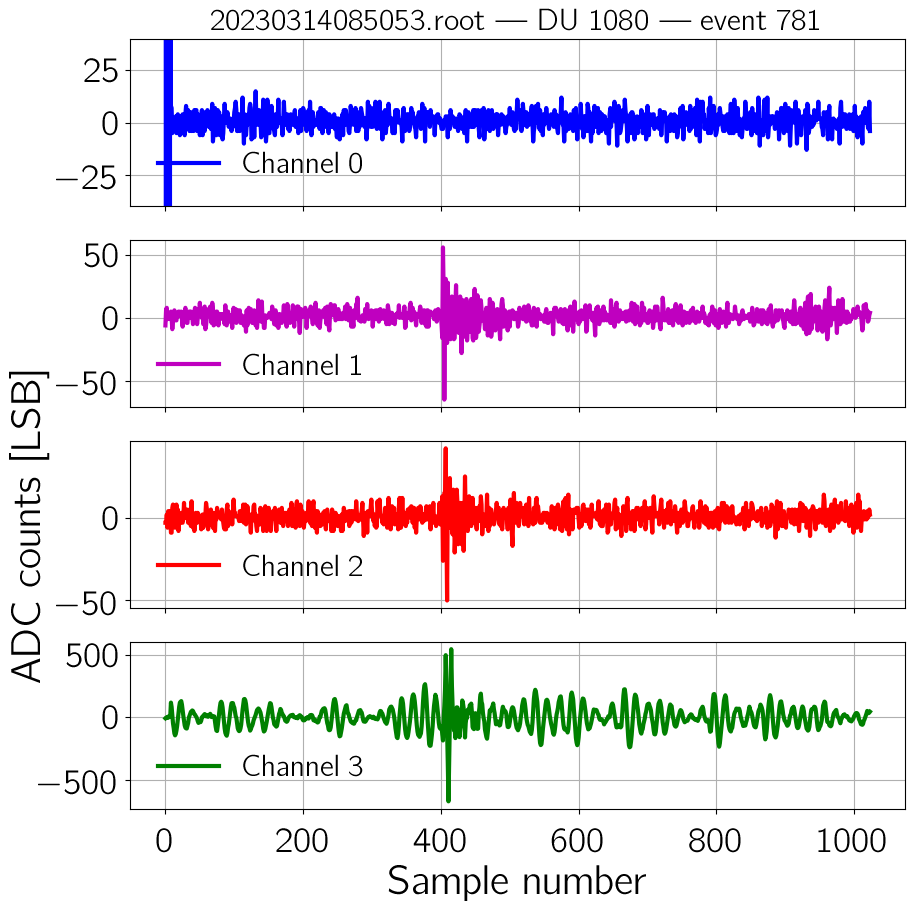 20230314085053.root — DU 1080 — event 781
25
0
−25
Channel 0
50
0
−50
Channel 1
0
−50
Channel 2
500
0
−500
Channel 3
0 200 400 600 800 1000
Sample number
ADC counts [LSB]